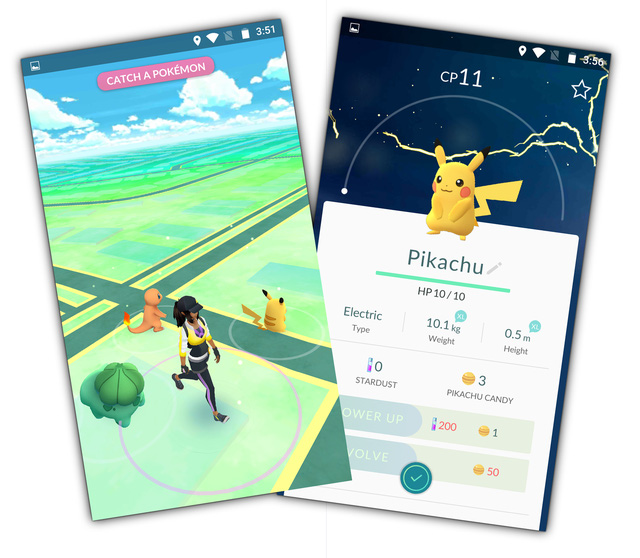 3:51
CATCH A POKÉMON
3:56
CP11
Pikachu
HP 10 / 10
Electric
Type
10.1 kg
XL
Weight
0.5 m
XL
Height
0
STARDUST
3
PIKACHU CANDY
OWER UP
200
1
VOLVE
50